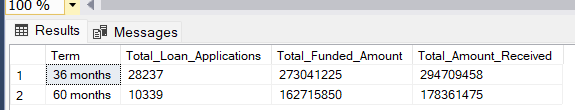 100 %
Results Messages
Term Total_Loan_Applications Total_Funded_Amount Total_Amount_Received
1 36 months 28237 273041225 294709458
2 60 months 10339 162715850 178361475